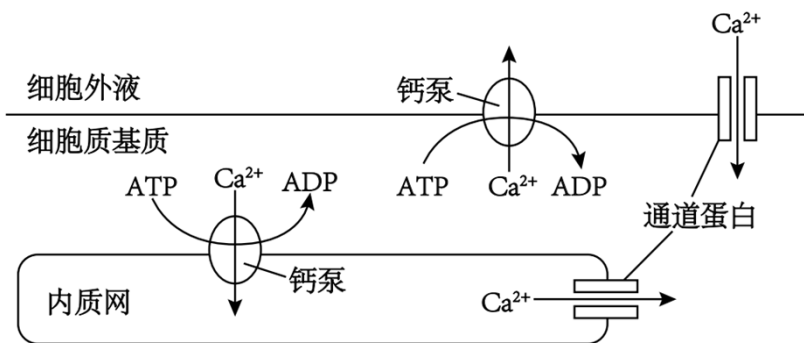 Ca²⁺
细胞外液
钙泵
细胞质基质
ATP
Ca²⁺
ADP
ATP
Ca²⁺
ADP
通道蛋白
钙泵
内质网
Ca²⁺